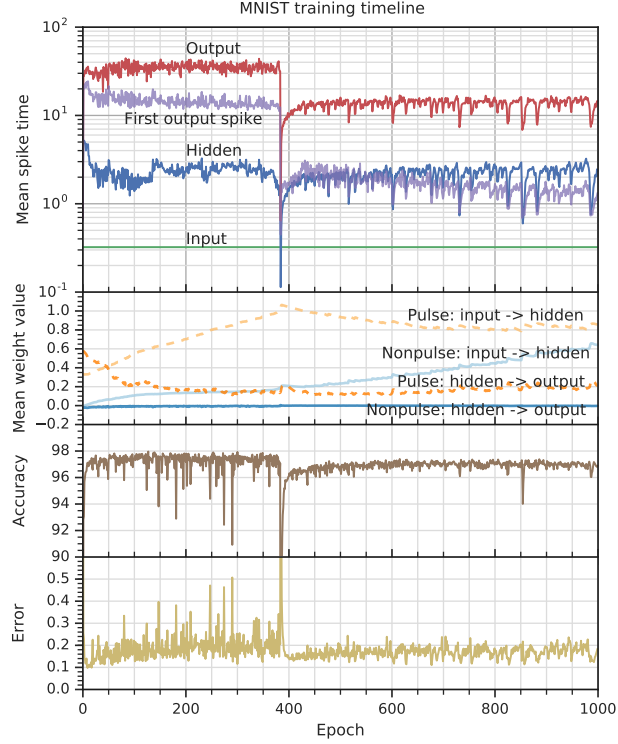 MNIST training timeline
10^2
Output
10^1
First output spike
Hidden
10^0
Input
10^-1
Mean spike time
1.0
0.8
0.6
0.4
0.2
0.0
−0.2
Mean weight value
Pulse: input -> hidden
Nonpulse: input -> hidden
Pulse: hidden -> output
Nonpulse: hidden -> output
98
96
94
92
90
Accuracy
0.5
0.4
0.3
0.2
0.1
0.0
Error
0 200 400 600 800 1000
Epoch